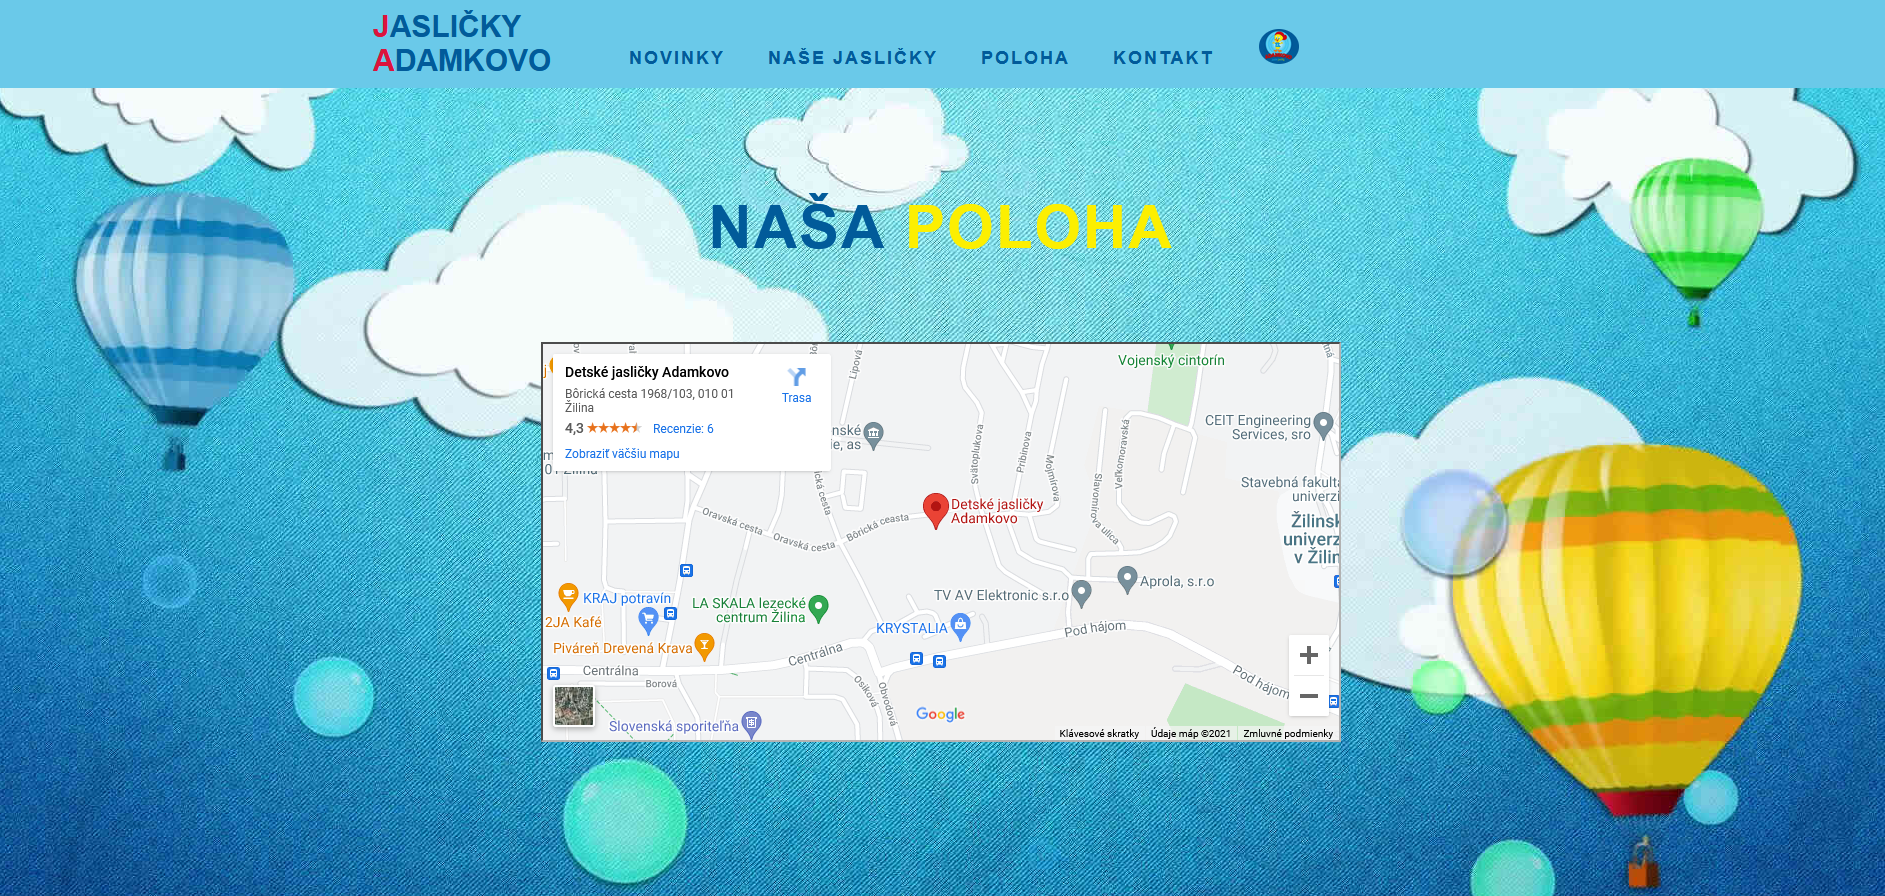 JASLIČKY
ADAMKOVO
NOVINKY
NAŠE JASLIČKY
POLOHA
KONTAKT
NAŠA POLOHA
Detské jasličky Adamkovo
Bôrická cesta 1968/103, 010 01
Žilina
4,3
Recenzie: 6
Zobraziť väčšiu mapu
Trasa
Lipová
Vojenský cintorín
CEIT Engineering
Services, sro
nské
ie, as
Svätoplukova
Pribinova
Mojmírova
Veľkomoravská
Slavomírova ulica
Stavebná fakulta
univerzi
Žilinsk
univerz
v Žilin
Detské jasličky
Adamkovo
Oravská cesta
Oravská cesta
Bôrická ceasta
TV AV Elektronic s.r.o
Aprola, s.r.o
KRAJ potravín
LA SKALA lezecké
centrum Žilina
2JA Kafé
KRYSTALIA
Pod hájom
Piváreň Drevená Krava
Centrálna
Centrálna
Borová
Osiková
Obvodová
Pod hájom
Slovenská sporiteľňa
Google
Klávesové skratky
Údaje máp ©2021
Zmluvné podmienky